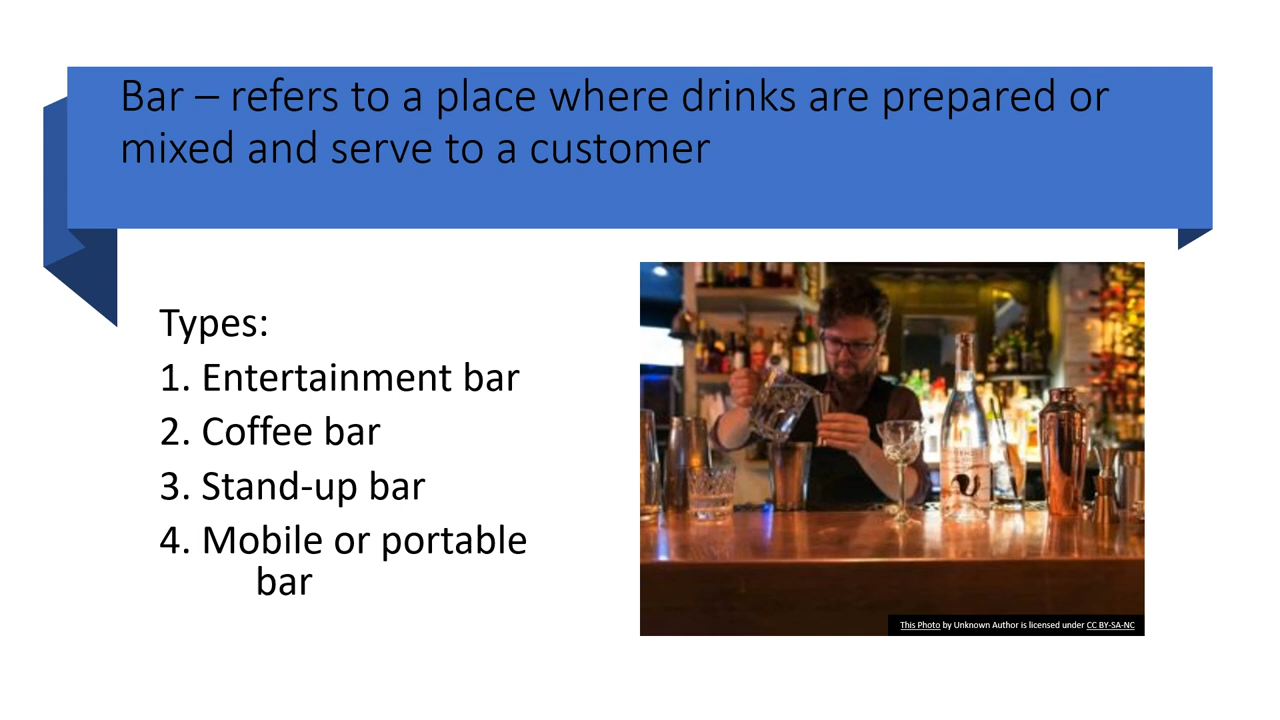 Bar – refers to a place where drinks are prepared or
mixed and serve to a customer
Types:
1. Entertainment bar
2. Coffee bar
3. Stand-up bar
4. Mobile or portable
bar
This Photo by Unknown Author is licensed under CC BY-SA-NC